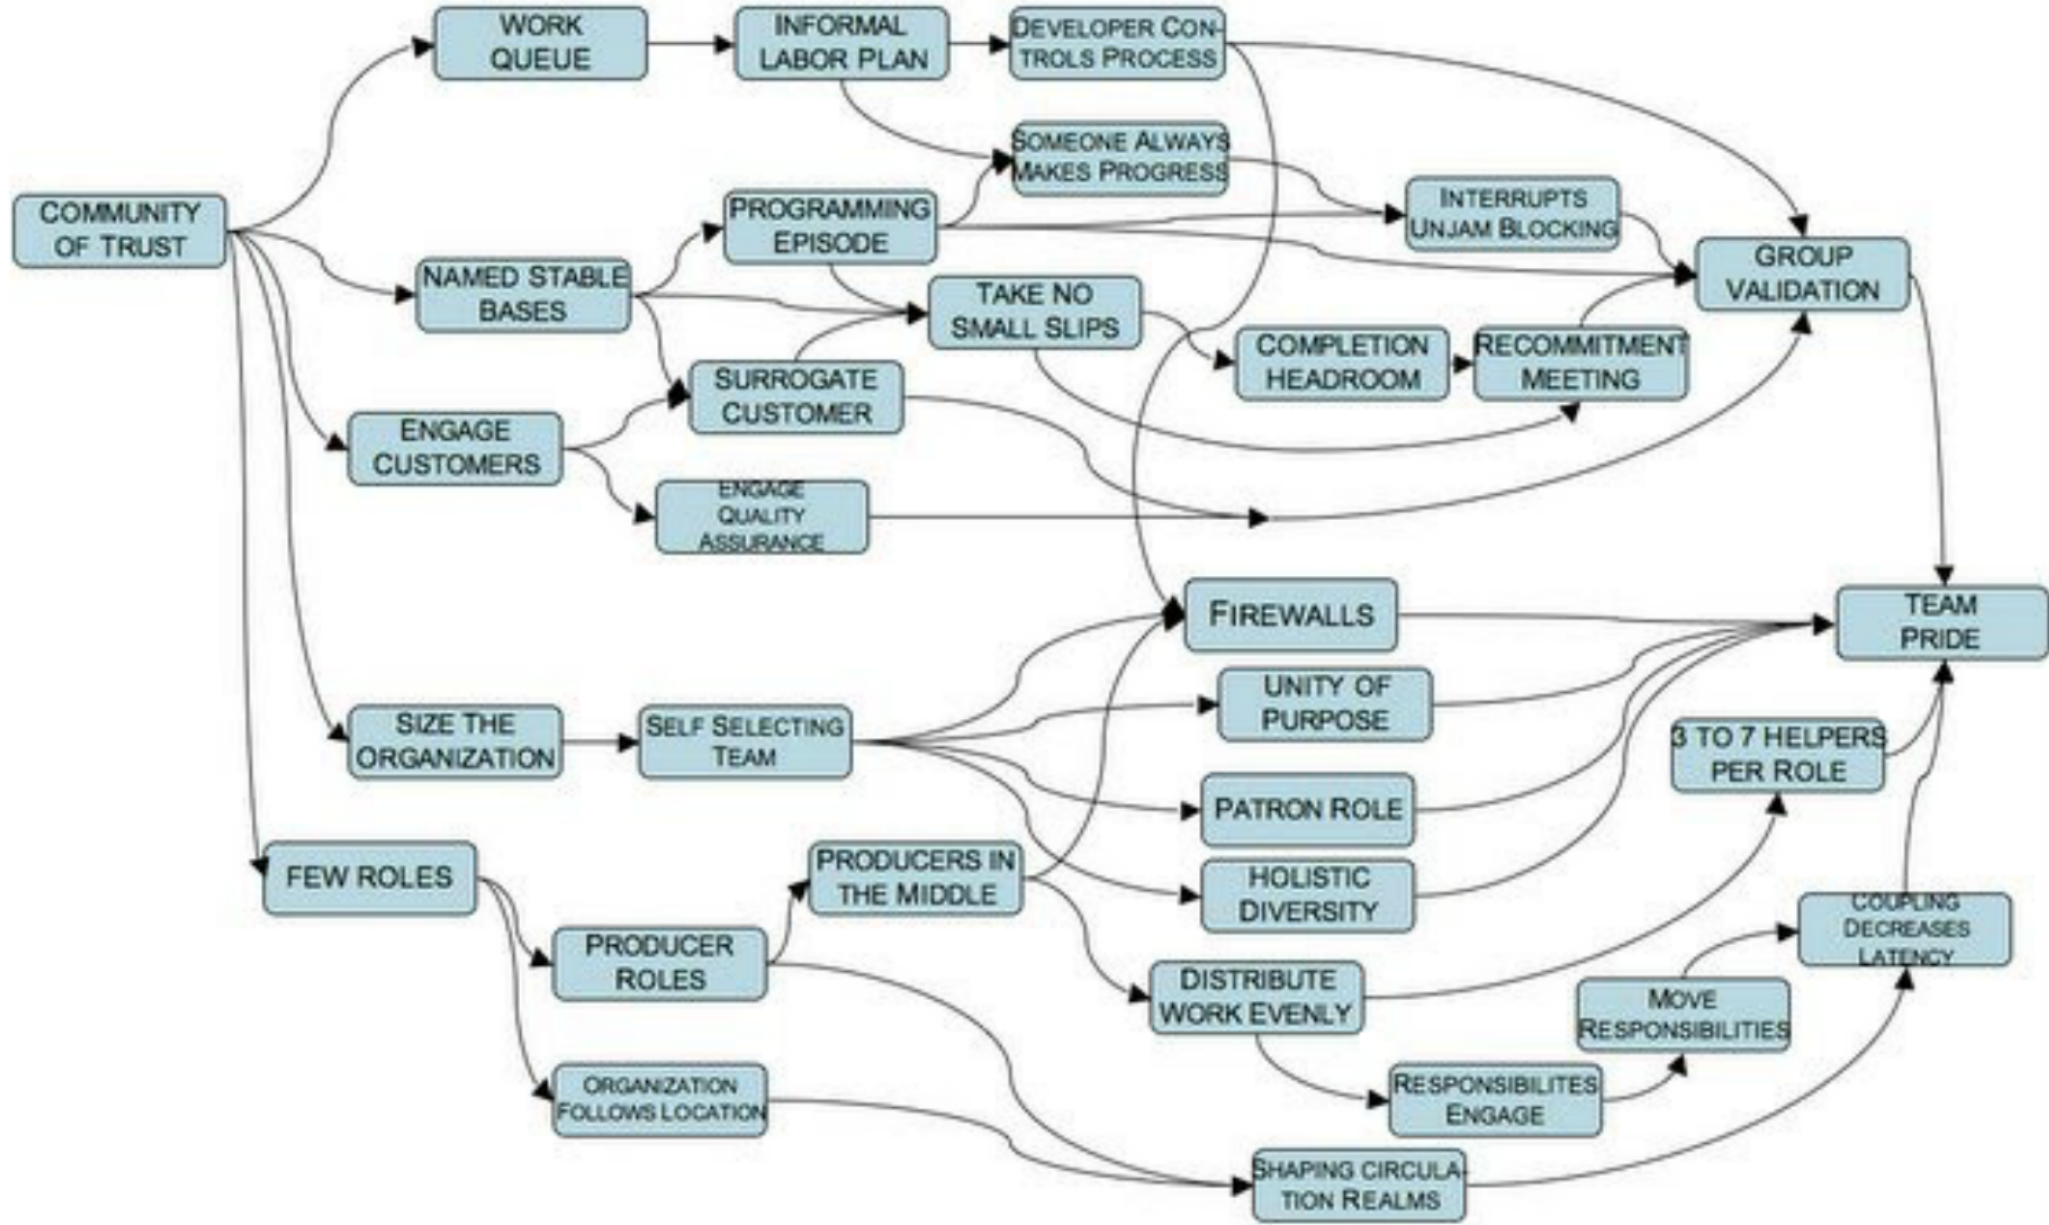 WORK
QUEUE
INFORMAL
LABOR PLAN
DEVELOPER CON-
TROLS PROCESS
SOMEONE ALWAYS
MAKES PROGRESS
COMMUNITY
OF TRUST
PROGRAMMING
EPISODE
INTERRUPTS
UNJAM BLOCKING
GROUP
VALIDATION
NAMED STABLE
BASES
TAKE NO
SMALL SLIPS
COMPLETION
HEADROOM
RECOMMITMENT
MEETING
SURROGATE
CUSTOMER
ENGAGE
CUSTOMERS
ENGAGE
QUALITY
ASSURANCE
FIREWALLS
TEAM
PRIDE
UNITY OF
PURPOSE
SIZE THE
ORGANIZATION
SELF SELECTING
TEAM
3 TO 7 HELPERS
PER ROLE
PATRON ROLE
FEW ROLES
PRODUCERS IN
THE MIDDLE
HOLISTIC
DIVERSITY
COUPLING
DECREASES
LATENCY
PRODUCER
ROLES
DISTRIBUTE
WORK EVENLY
MOVE
RESPONSIBILITIES
ORGANIZATION
FOLLOWS LOCATION
RESPONSIBILITES
ENGAGE
SHAPING CIRCULA-
TION REALMS